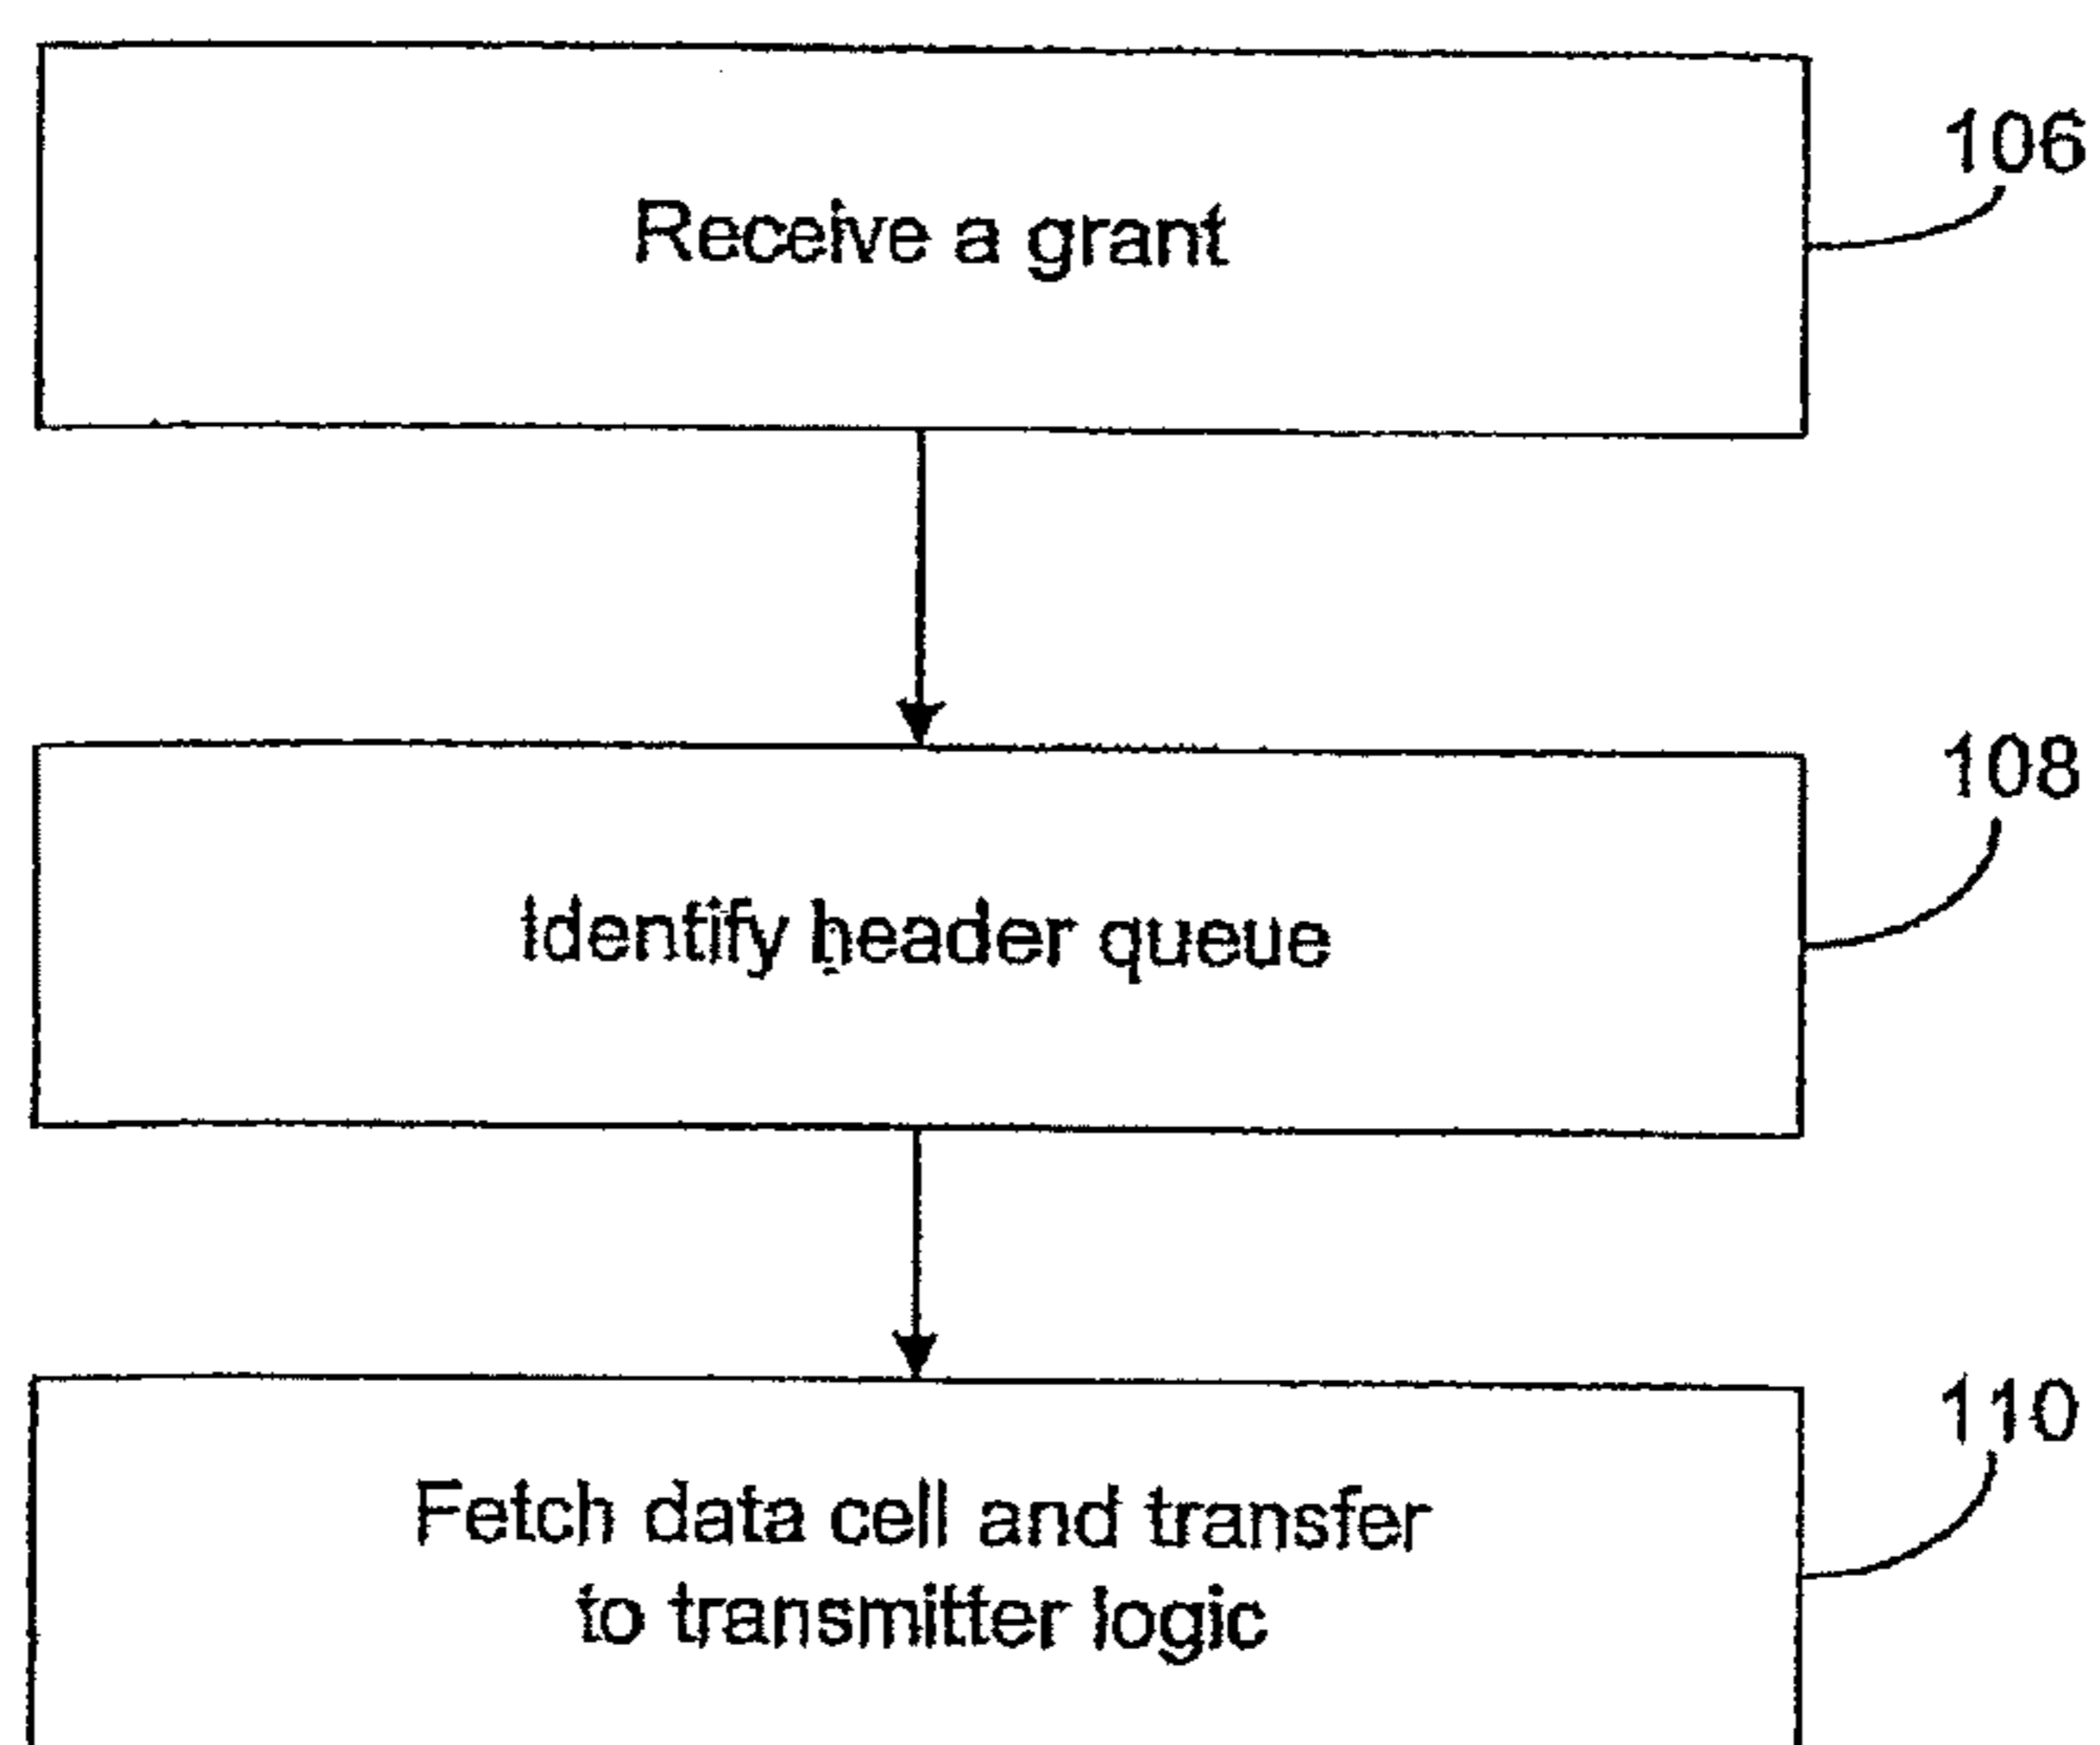 Receive a grant
106
Identify header queue
108
Fetch data cell and transfer
to transmitter logic
110